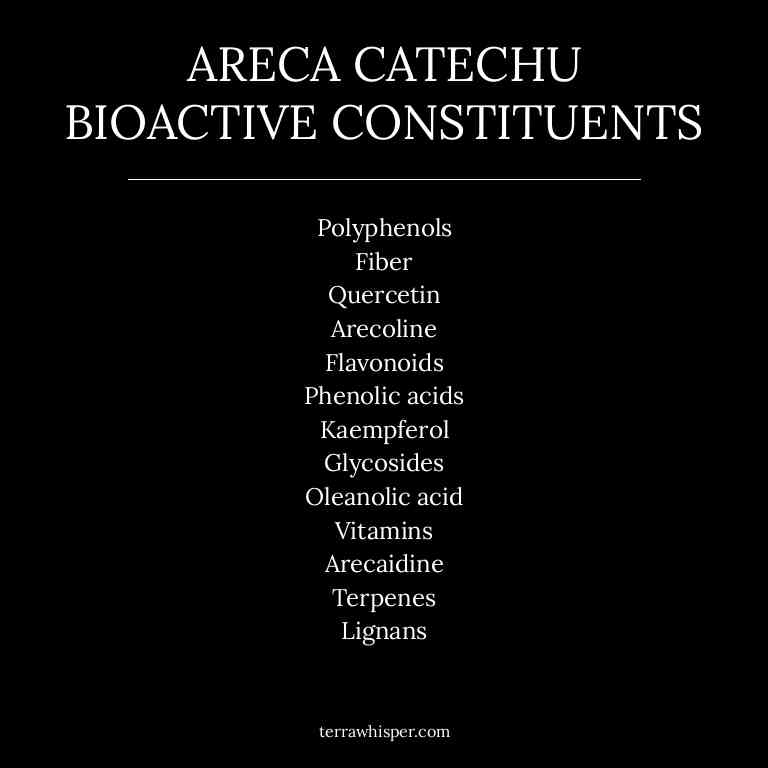 ARECA CATECHU
BIOACTIVE CONSTITUENTS
Polyphenols
Fiber
Quercetin
Arecoline
Flavonoids
Phenolic acids
Kaempferol
Glycosides
Oleanolic acid
Vitamins
Arecaidine
Terpenes
Lignans
terrawhisper.com